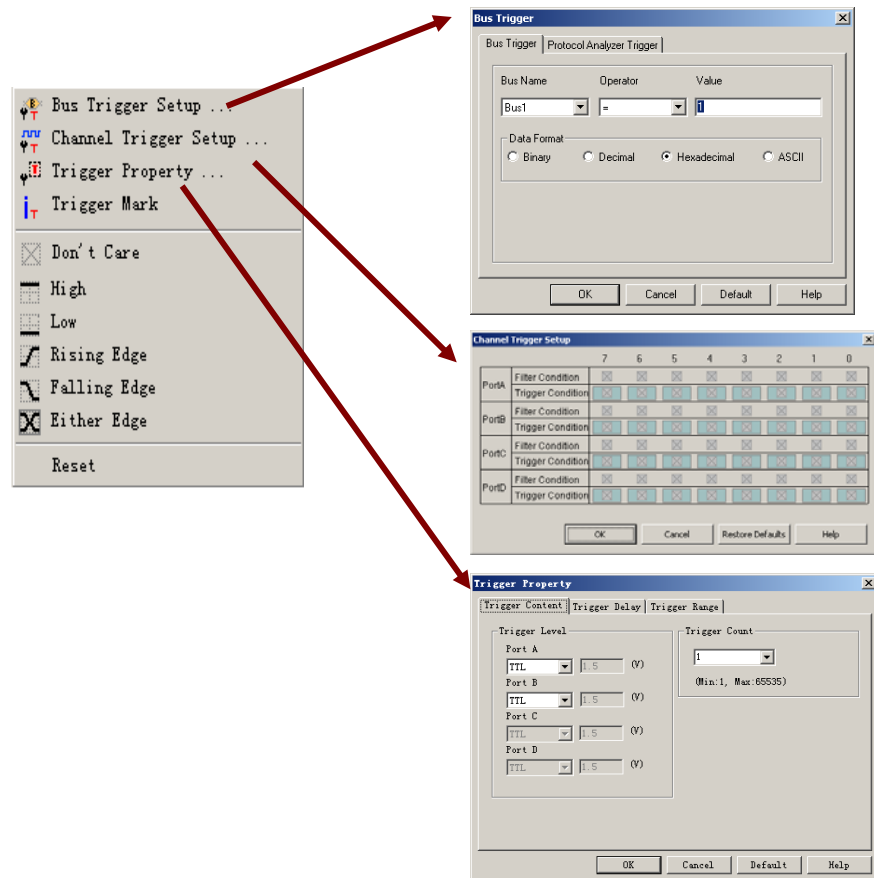 Bus Trigger Setup ...
Channel Trigger Setup ...
Trigger Property ...
Trigger Mark
Don't Care
High
Low
Rising Edge
Falling Edge
Either Edge
Reset
Bus Trigger
Bus Trigger Protocol Analyzer Trigger
Bus Name Operator Value
Bus1 = 1
Data Format
Binary Decimal Hexadecimal ASCII
OK Cancel Default Help
Channel Trigger Setup
7 6 5 4 3 2 1 0
PortA
Filter Condition
Trigger Condition
PortB
Filter Condition
Trigger Condition
PortC
Filter Condition
Trigger Condition
PortD
Filter Condition
Trigger Condition
OK Cancel Restore Defaults Help
Trigger Property
Trigger Content Trigger Delay Trigger Range
Trigger Level
Port A
TTL 1.5 (V)
Port B
TTL 1.5 (V)
Port C
TTL 1.5 (V)
Port D
TTL 1.5 (V)
Trigger Count
1
(Min:1, Max:65535)
OK Cancel Default Help